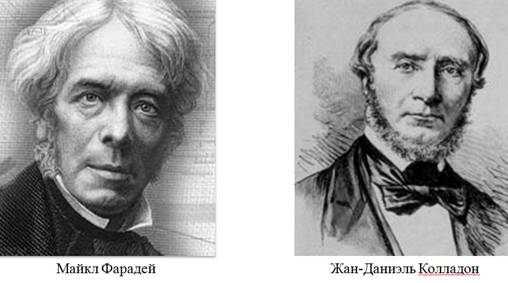 Майкл Фарадей
Жан-Даниэль Колладон